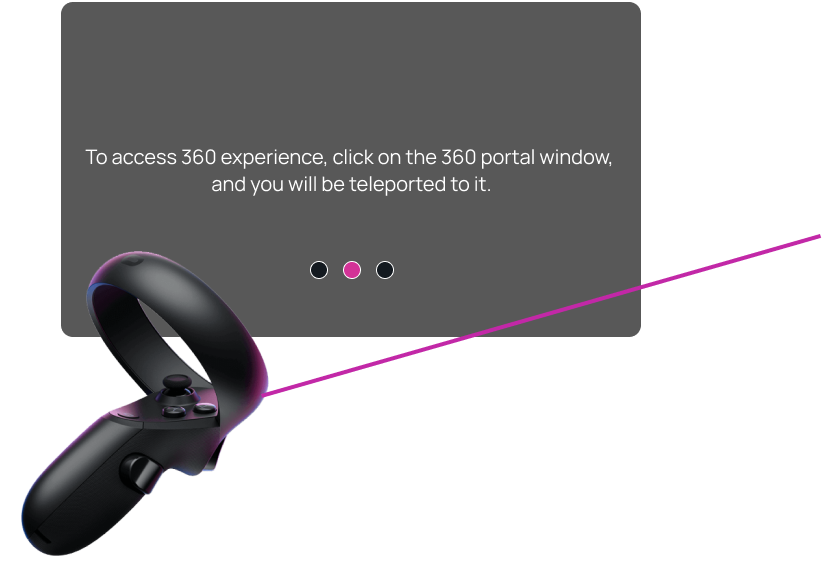 To access 360 experience, click on the 360 portal window,
and you will be teleported to it.